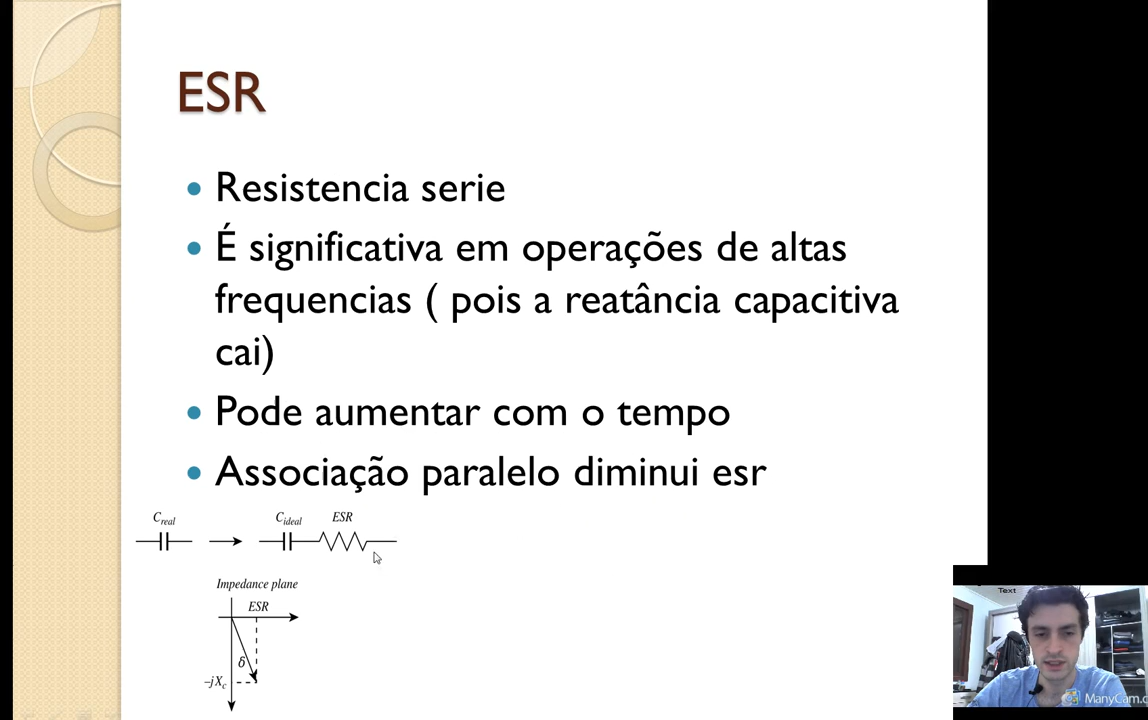 ESR
Resistencia serie
É significativa em operações de altas
frequencias ( pois a reatância capacitiva
cai)
Pode aumentar com o tempo
Associação paralelo diminui esr
C_real
C_ideal ESR
Impedance plane
ESR
δ
–jX_c
Text
ManyCam.c